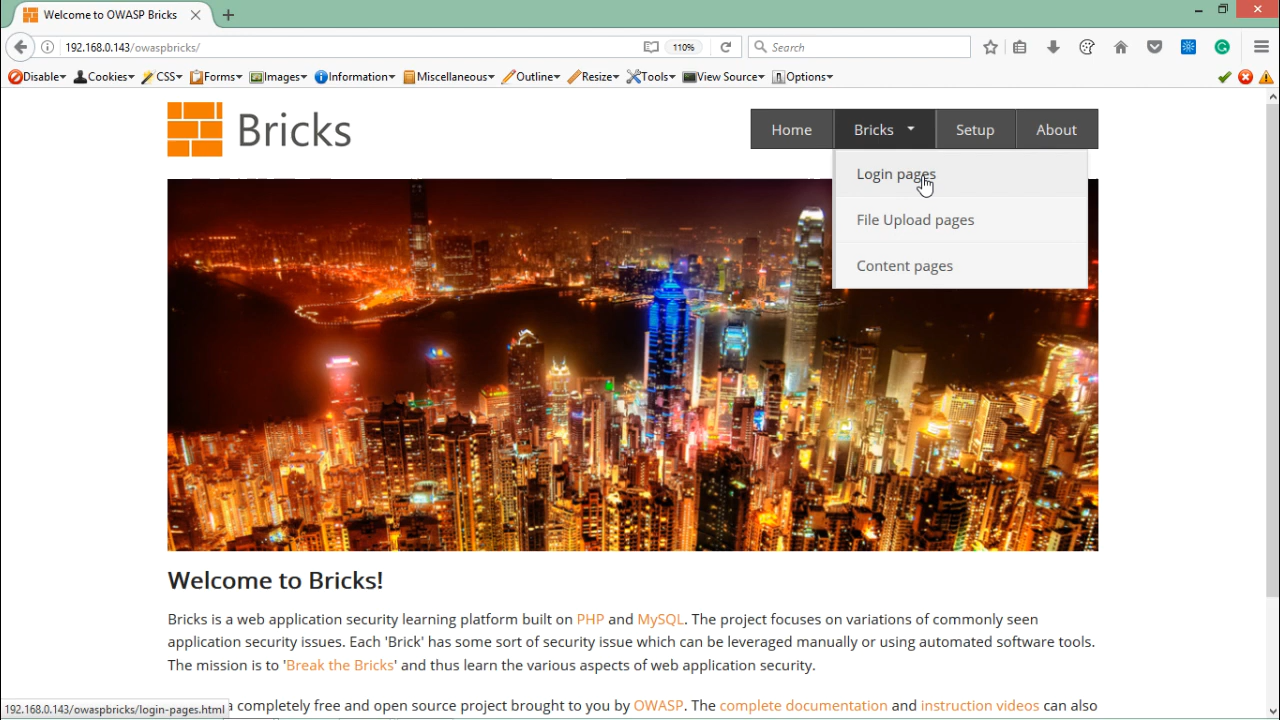 Welcome to OWASP Bricks
192.168.0.143/owaspbricks/
110%
Search
Disable Cookies CSS Forms Images Information Miscellaneous Outline Resize Tools View Source Options
Bricks
Home Bricks Setup About
Login pages
File Upload pages
Content pages
Welcome to Bricks!
Bricks is a web application security learning platform built on PHP and MySQL. The project focuses on variations of commonly seen
application security issues. Each 'Brick' has some sort of security issue which can be leveraged manually or using automated software tools.
The mission is to 'Break the Bricks' and thus learn the various aspects of web application security.
a completely free and open source project brought to you by OWASP. The complete documentation and instruction videos can also
192.168.0.143/owaspbricks/login-pages.html